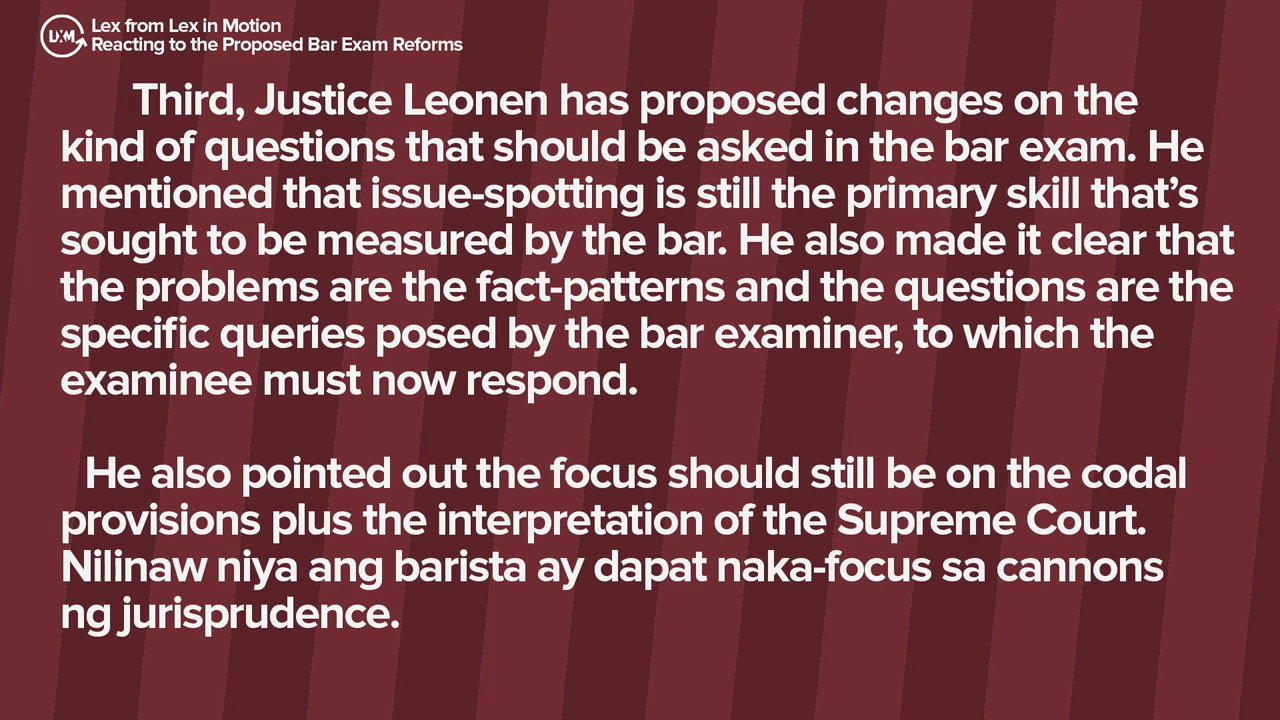 LXM
Lex from Lex in Motion
Reacting to the Proposed Bar Exam Reforms
Third, Justice Leonen has proposed changes on the
kind of questions that should be asked in the bar exam. He
mentioned that issue-spotting is still the primary skill that's
sought to be measured by the bar. He also made it clear that
the problems are the fact-patterns and the questions are the
specific queries posed by the bar examiner, to which the
examinee must now respond.
He also pointed out the focus should still be on the codal
provisions plus the interpretation of the Supreme Court.
Nilinaw niya ang barista ay dapat naka-focus sa cannons
ng jurisprudence.